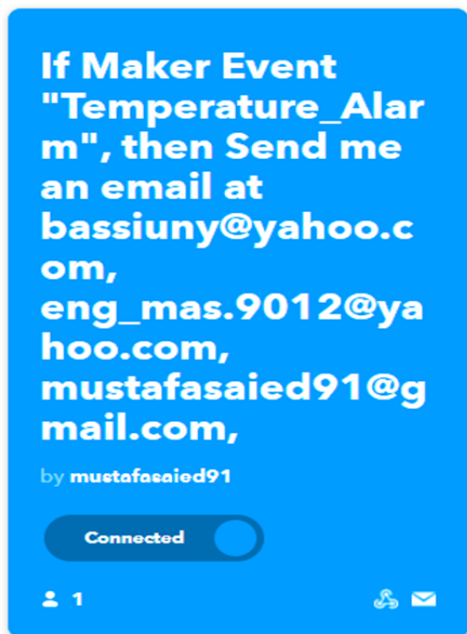 If Maker Event
"Temperature_Alar
m", then Send me
an email at
bassiuny@yahoo.c
om,
eng_mas.9012@ya
hoo.com,
mustafasaied91@g
mail.com,
by mustafasaied91
Connected
1